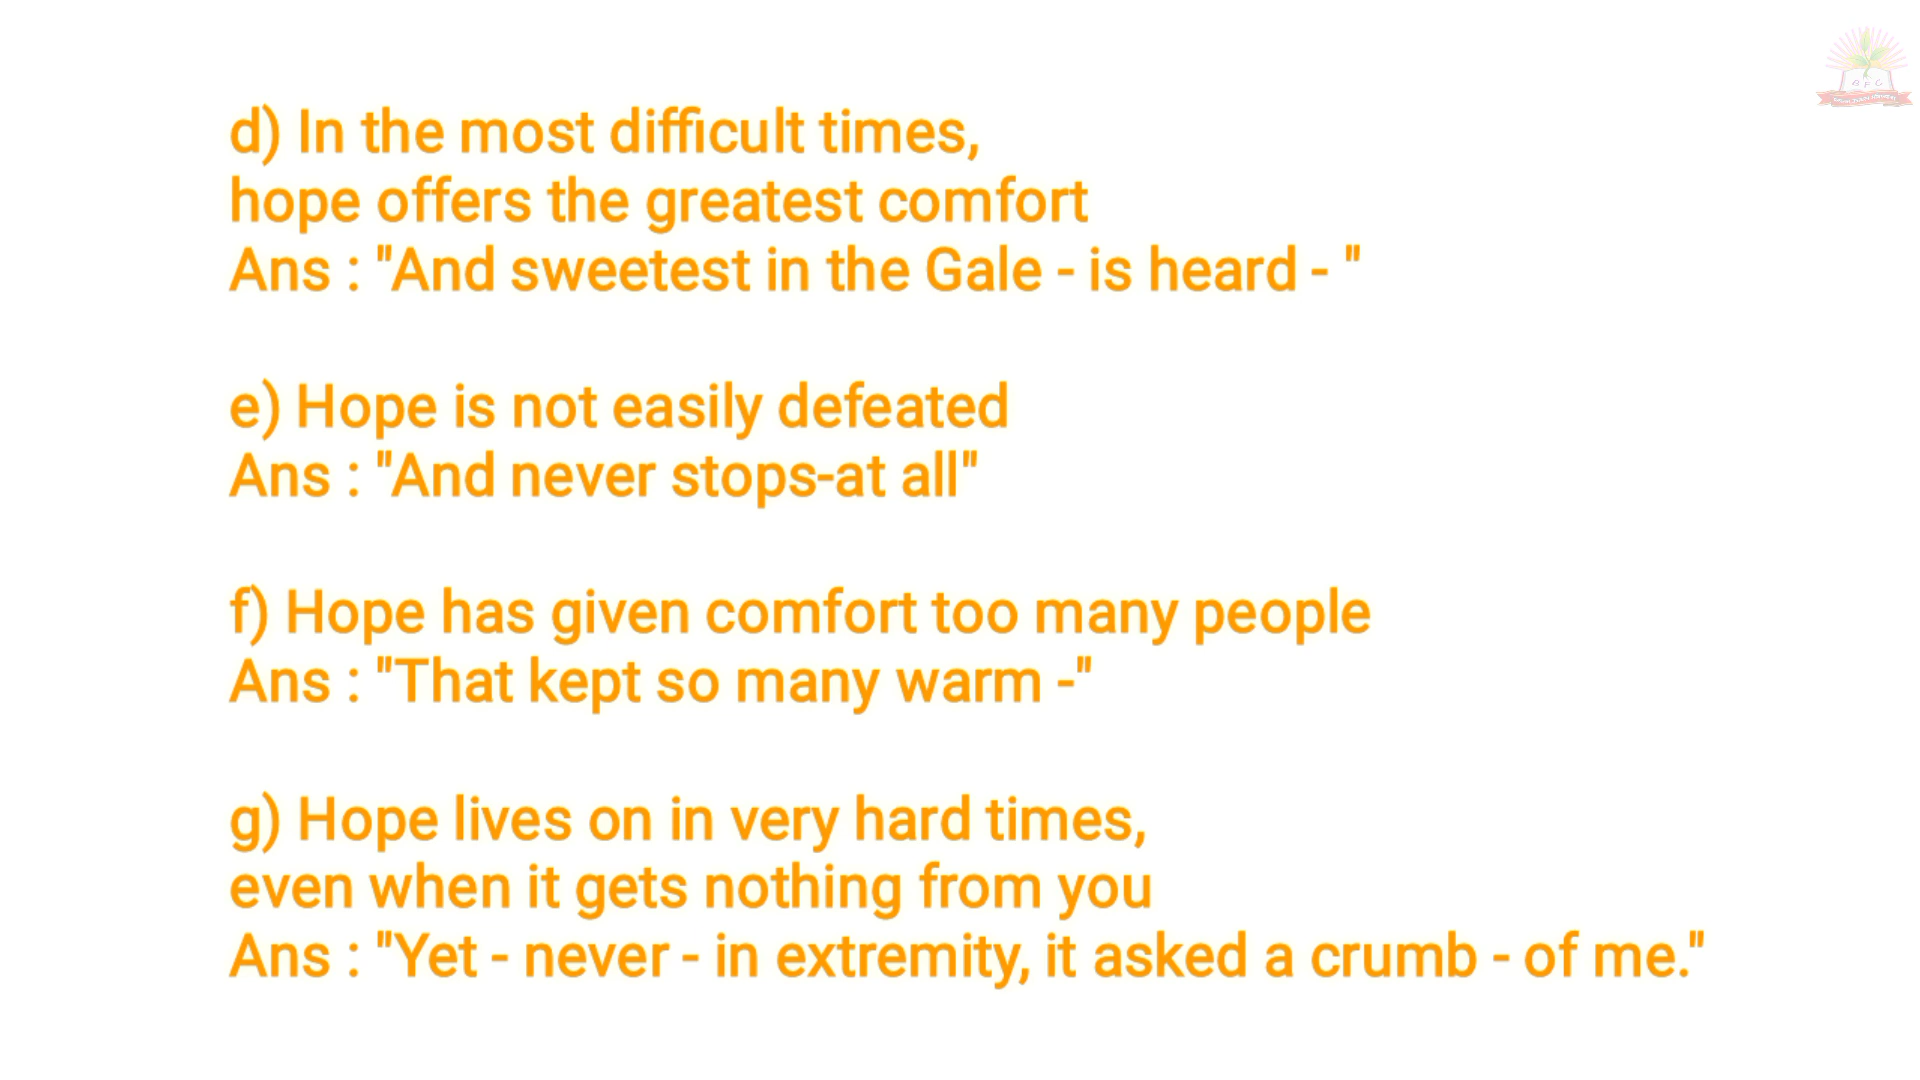 d) In the most difficult times,
hope offers the greatest comfort
Ans : "And sweetest in the Gale - is heard - "
e) Hope is not easily defeated
Ans : "And never stops-at all"
f) Hope has given comfort too many people
Ans : "That kept so many warm -"
g) Hope lives on in very hard times,
even when it gets nothing from you
Ans : "Yet - never - in extremity, it asked a crumb - of me."